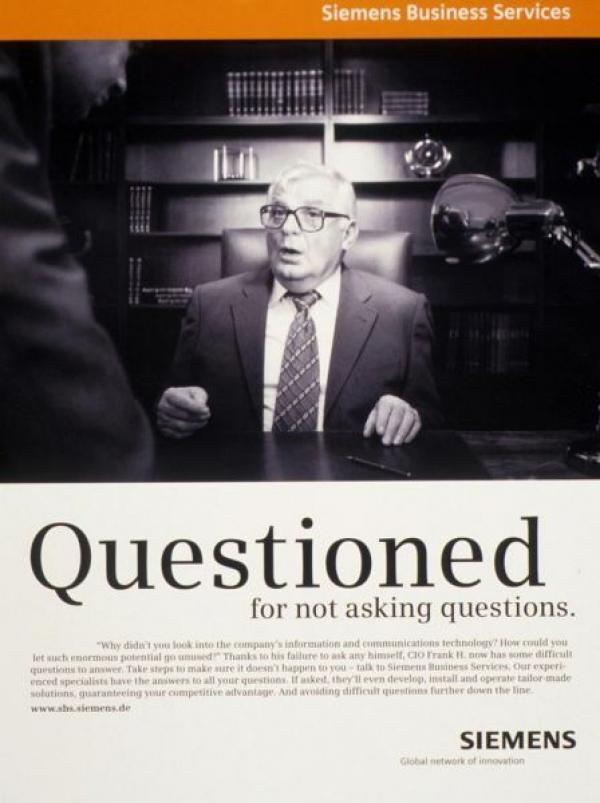 Siemens Business Services
Questioned
for not asking questions.
"Why didn't you look into the company's information and communications technology? How could you
let such enormous potential go unused?" Thanks to his failure to ask any himself, CIO Frank H. now has some difficult
questions to answer. Take steps to make sure it doesn't happen to you – talk to Siemens Business Services. Our experi-
enced specialists have the answers to all your questions. If asked, they'll even develop, install and operate tailor-made
solutions, guaranteeing your competitive advantage. And avoiding difficult questions further down the line.
www.sbs.siemens.de
SIEMENS
Global network of innovation